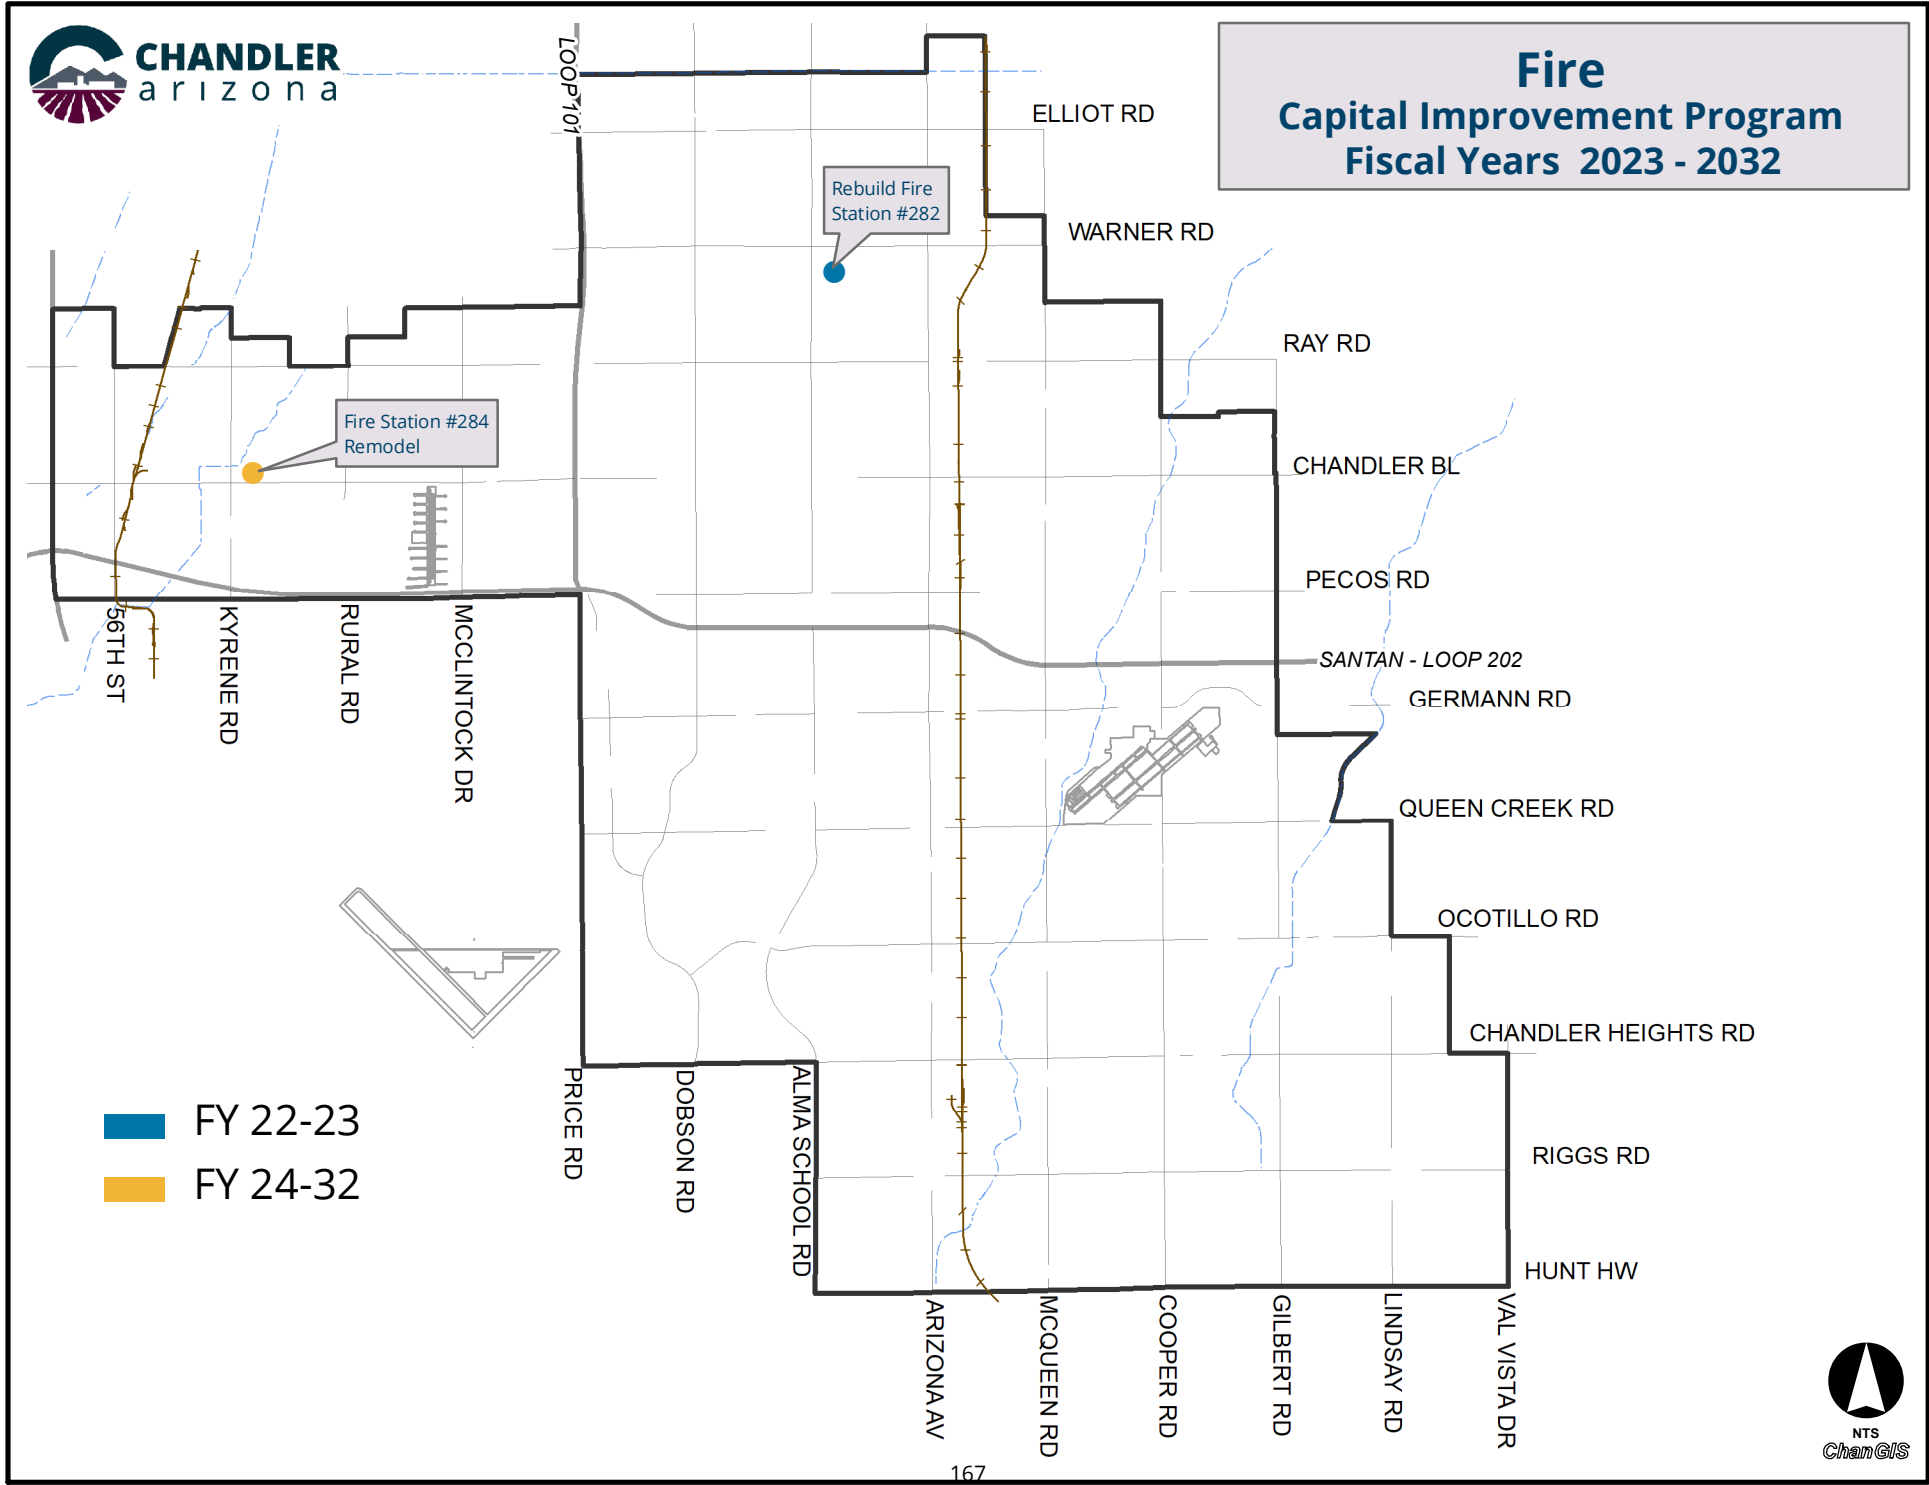 CHANDLER
arizona
Fire
Capital Improvement Program
Fiscal Years 2023 - 2032
LOOP 101
ELLIOT RD
Rebuild Fire
Station #282
WARNER RD
RAY RD
Fire Station #284
Remodel
CHANDLER BL
PECOS RD
SANTAN - LOOP 202
GERMANN RD
56TH ST
KYRENE RD
RURAL RD
MCCLINTOCK DR
QUEEN CREEK RD
OCOTILLO RD
CHANDLER HEIGHTS RD
PRICE RD
DOBSON RD
ALMA SCHOOL RD
FY 22-23
FY 24-32
RIGGS RD
HUNT HW
ARIZONA AV
MCQUEEN RD
COOPER RD
GILBERT RD
LINDSAY RD
VAL VISTA DR
NTS
ChanGIS
167